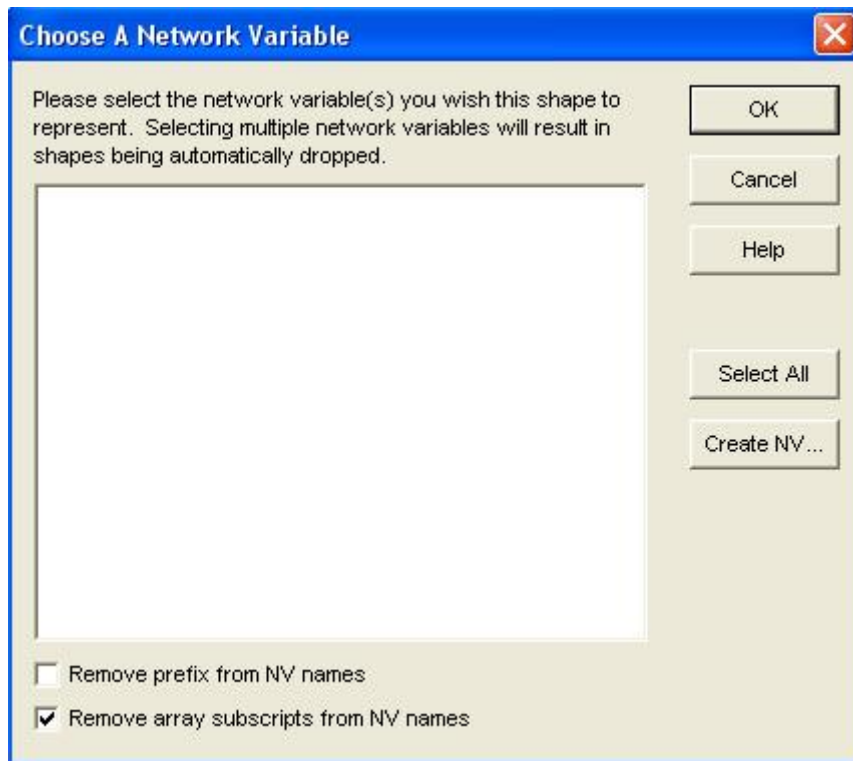 Choose A Network Variable
Please select the network variable(s) you wish this shape to
represent. Selecting multiple network variables will result in
shapes being automatically dropped.
OK
Cancel
Help
Select All
Create NV...
Remove prefix from NV names
Remove array subscripts from NV names